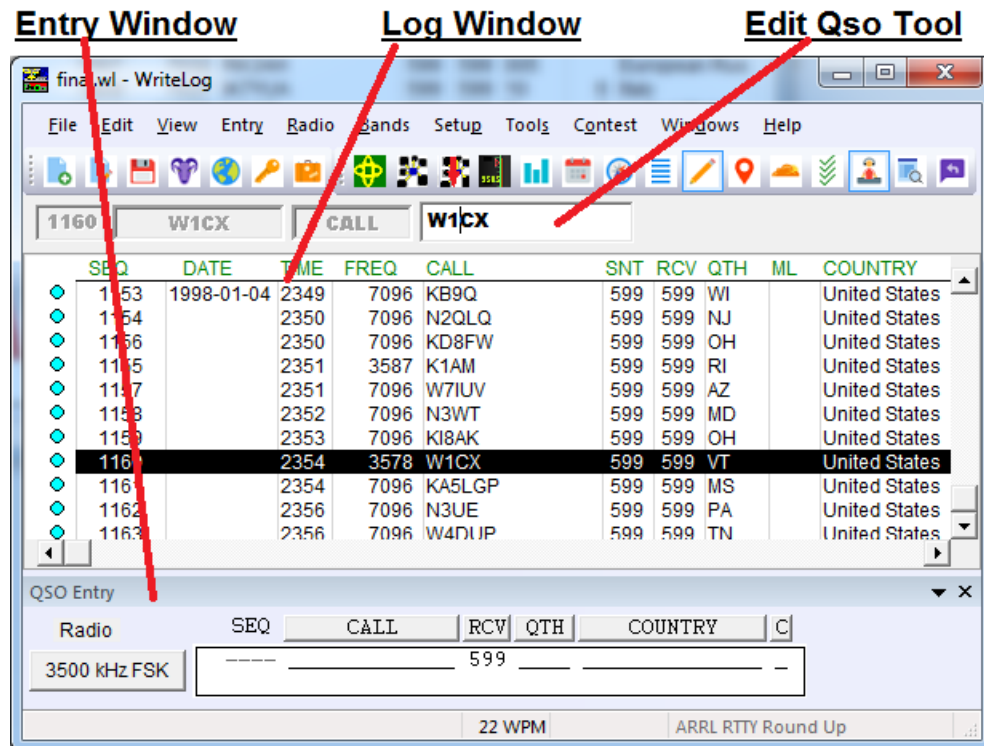 Entry Window Log Window Edit Qso Tool
final.wl - WriteLog
File Edit View Entry Radio Bands Setup Tools Contest Windows Help
1160 W1CX CALL W1CX
SEQ DATE TIME FREQ CALL SNT RCV QTH ML COUNTRY
1153 1998-01-04 2349 7096 KB9Q 599 599 WI United States
1154 2350 7096 N2QLQ 599 599 NJ United States
1156 2350 7096 KD8FW 599 599 OH United States
1155 2351 3587 K1AM 599 599 RI United States
1157 2351 7096 W7IUV 599 599 AZ United States
1158 2352 7096 N3WT 599 599 MD United States
1159 2353 7096 KI8AK 599 599 OH United States
1160 2354 3578 W1CX 599 599 VT United States
1161 2354 7096 KA5LGP 599 599 MS United States
1162 2356 7096 N3UE 599 599 PA United States
1163 2356 7096 W4DUP 599 599 TN United States
QSO Entry
Radio SEQ CALL RCV QTH COUNTRY C
3500 kHz FSK ---- 599
22 WPM ARRL RTTY Round Up